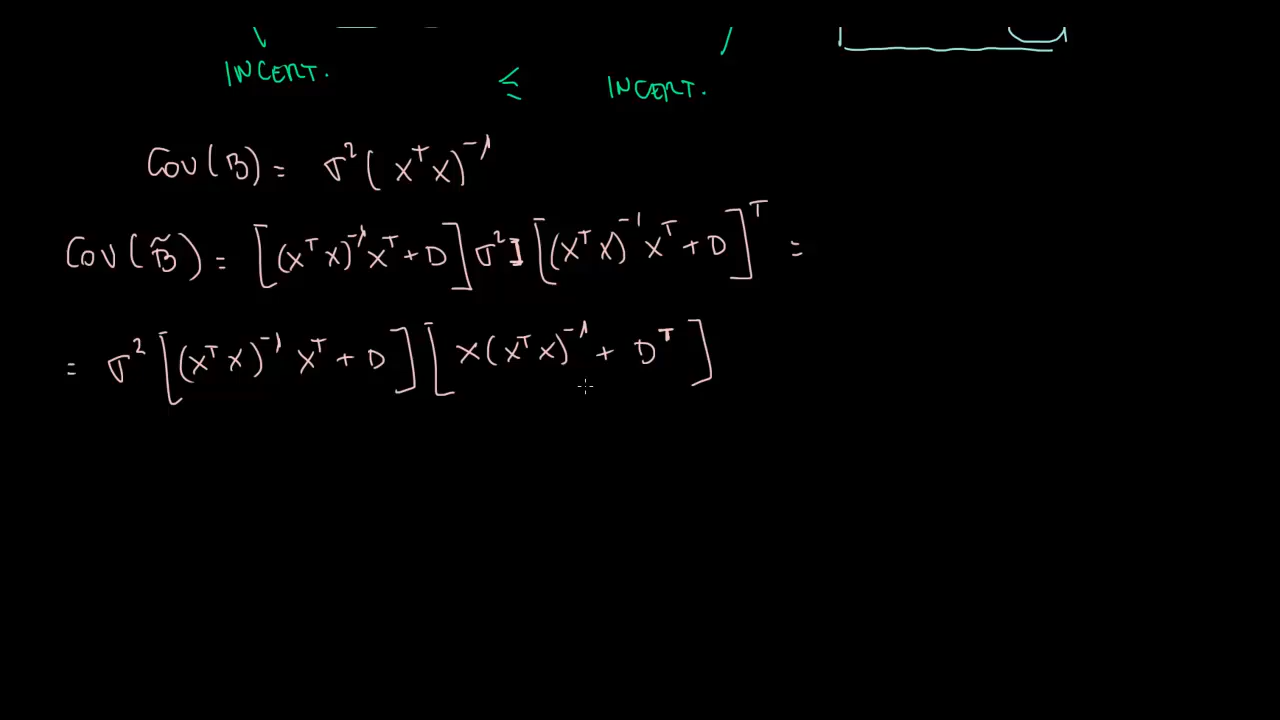 INCERT. ≤ INCERT.
Cov(B) = σ²(XᵀX)⁻¹
Cov(B̃) = [(XᵀX)⁻¹Xᵀ + D]σ²I[(XᵀX)⁻¹Xᵀ + D]ᵀ =
= σ²[(XᵀX)⁻¹Xᵀ + D][X(XᵀX)⁻¹ + Dᵀ]